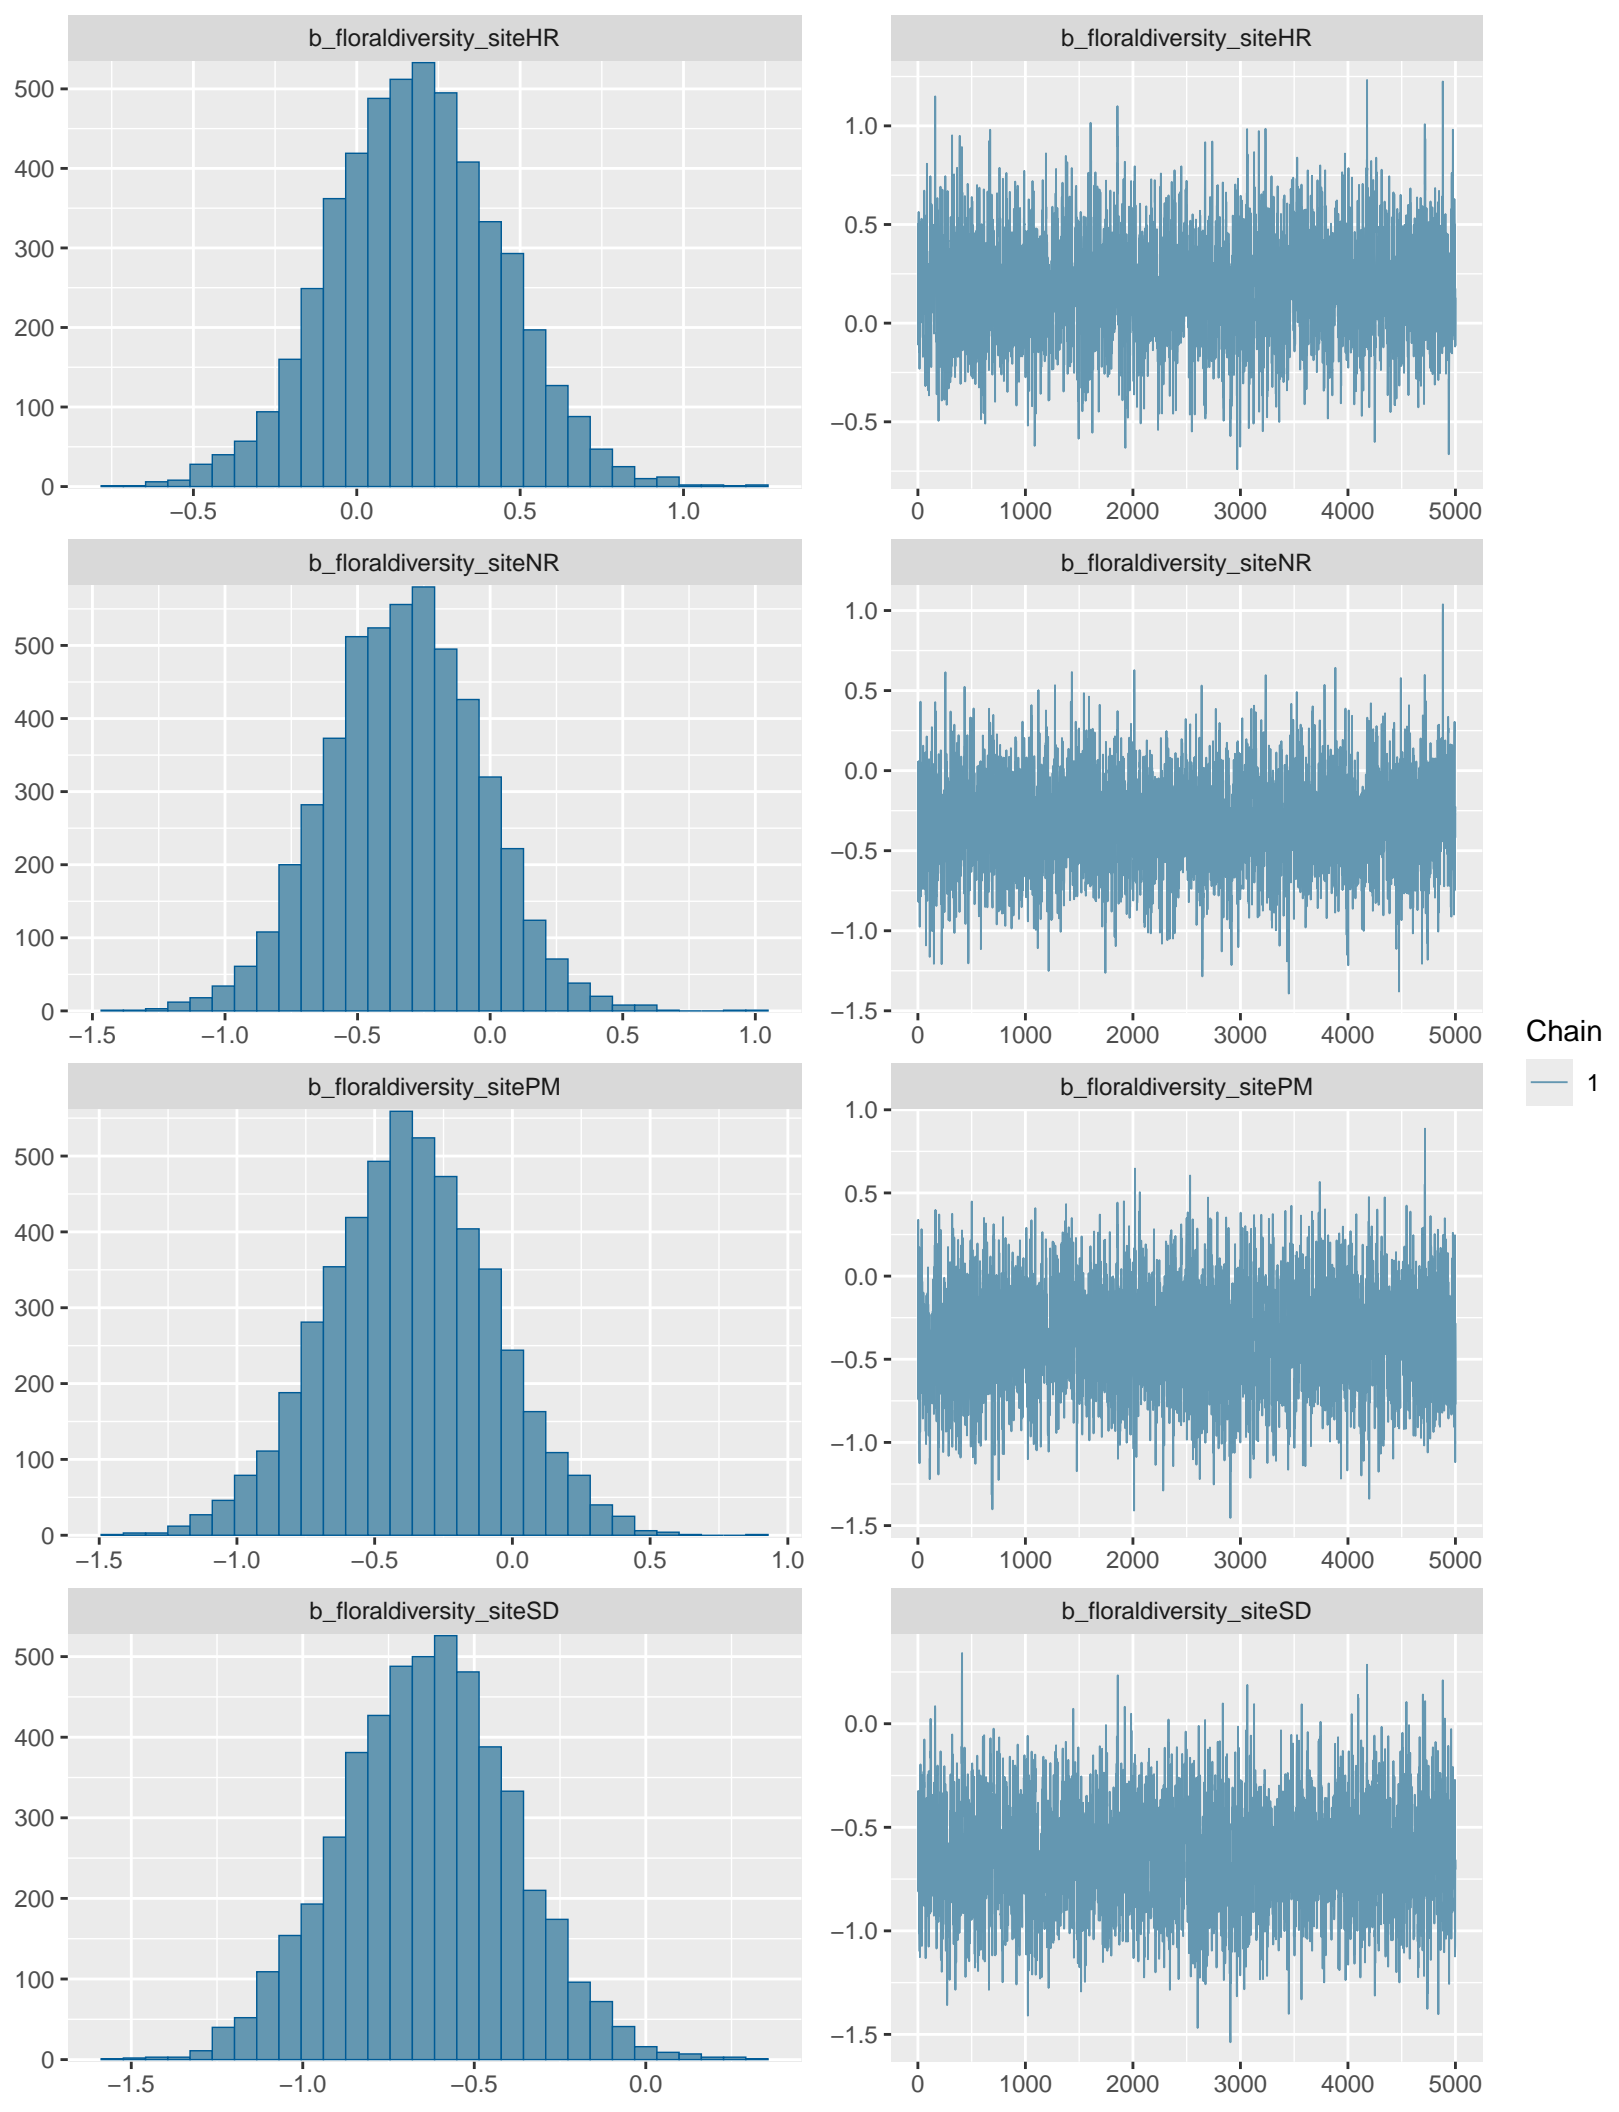 b_floraldiversity_siteHR
b_floraldiversity_siteHR
500
400
300
200
100
0
−0.5 0.0 0.5 1.0
1.0
0.5
0.0
−0.5
0 1000 2000 3000 4000 5000
b_floraldiversity_siteNR
b_floraldiversity_siteNR
500
400
300
200
100
0
−1.5 −1.0 −0.5 0.0 0.5 1.0
1.0
0.5
0.0
−0.5
−1.0
−1.5
0 1000 2000 3000 4000 5000
Chain
1
b_floraldiversity_sitePM
b_floraldiversity_sitePM
500
400
300
200
100
0
−1.5 −1.0 −0.5 0.0 0.5 1.0
1.0
0.5
0.0
−0.5
−1.0
−1.5
0 1000 2000 3000 4000 5000
b_floraldiversity_siteSD
b_floraldiversity_siteSD
500
400
300
200
100
0
−1.5 −1.0 −0.5 0.0
0.0
−0.5
−1.0
−1.5
0 1000 2000 3000 4000 5000